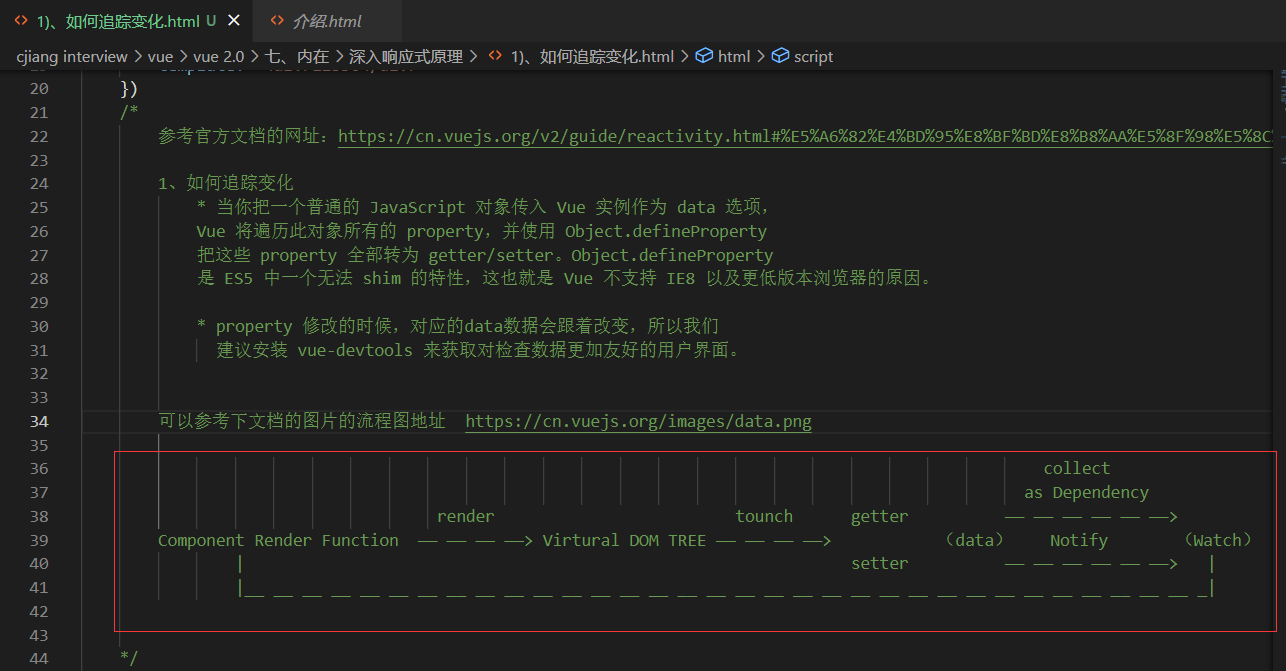 1)、如何追踪变化.html U ×
介绍.html
cjiang interview > vue > vue 2.0 > 七、内在 > 深入响应式原理 > 1)、如何追踪变化.html > html > script
20 })
21 /*
22 参考官方文档的网址：https://cn.vuejs.org/v2/guide/reactivity.html#%E5%A6%82%E4%BD%95%E8%BF%BD%E8%B8%AA%E5%8F%98%E5%8C
23
24 1、如何追踪变化
25 * 当你把一个普通的 JavaScript 对象传入 Vue 实例作为 data 选项，
26 Vue 将遍历此对象所有的 property，并使用 Object.defineProperty
27 把这些 property 全部转为 getter/setter。Object.defineProperty
28 是 ES5 中一个无法 shim 的特性，这也就是 Vue 不支持 IE8 以及更低版本浏览器的原因。
29
30 * property 修改的时候，对应的data数据会跟着改变，所以我们
31 建议安装 vue-devtools 来获取对检查数据更加友好的用户界面。
32
33
34 可以参考下文档的图片的流程图地址 https://cn.vuejs.org/images/data.png
35
36 collect
37 as Dependency
38 render tounch getter — — — — — —>
39 Component Render Function — — — —> Virtural DOM TREE — — — —> （data） Notify （Watch）
40 | setter — — — — — —> |
41 |__ __ __ __ __ __ __ __ __ __ __ __ __ __ __ __ __ __ __ __ __ __ __ __ __ __ __ __ __ __ __ __ __ _|
42
43
44 */